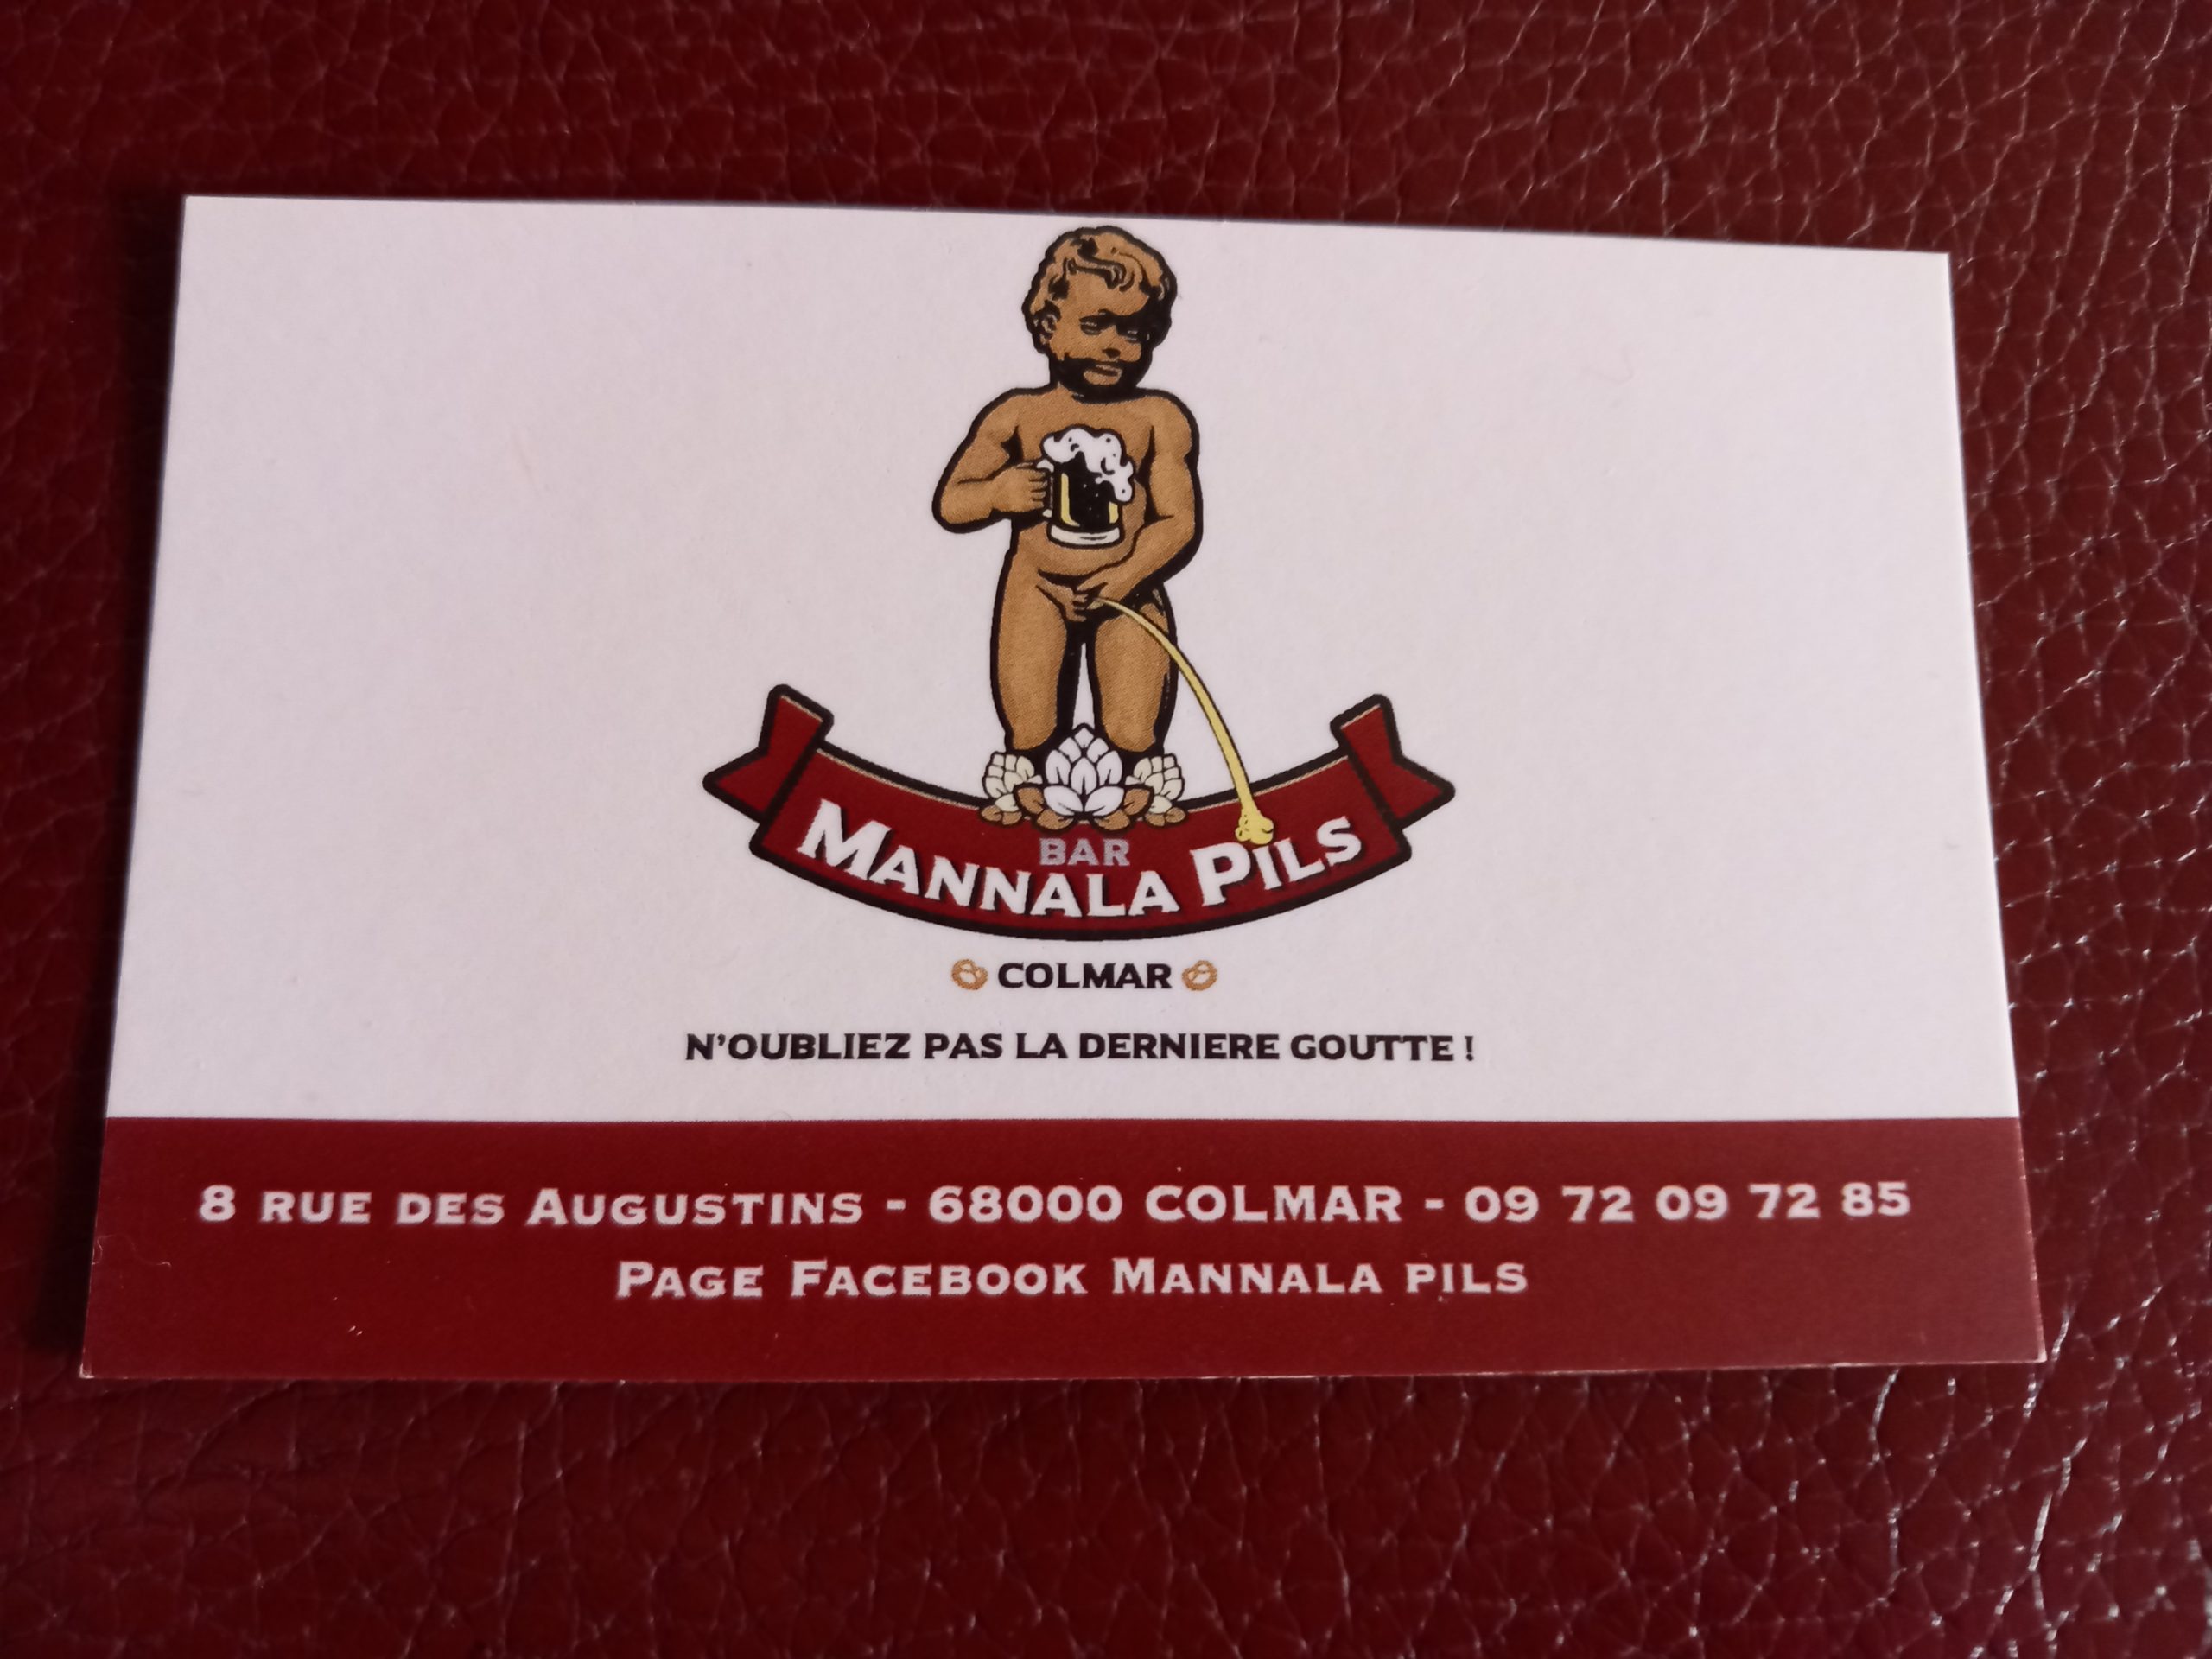 BAR
MANNALA PILS
COLMAR
N'OUBLIEZ PAS LA DERNIERE GOUTTE !
8 RUE DES AUGUSTINS - 68000 COLMAR - 09 72 09 72 85
PAGE FACEBOOK MANNALA PILS